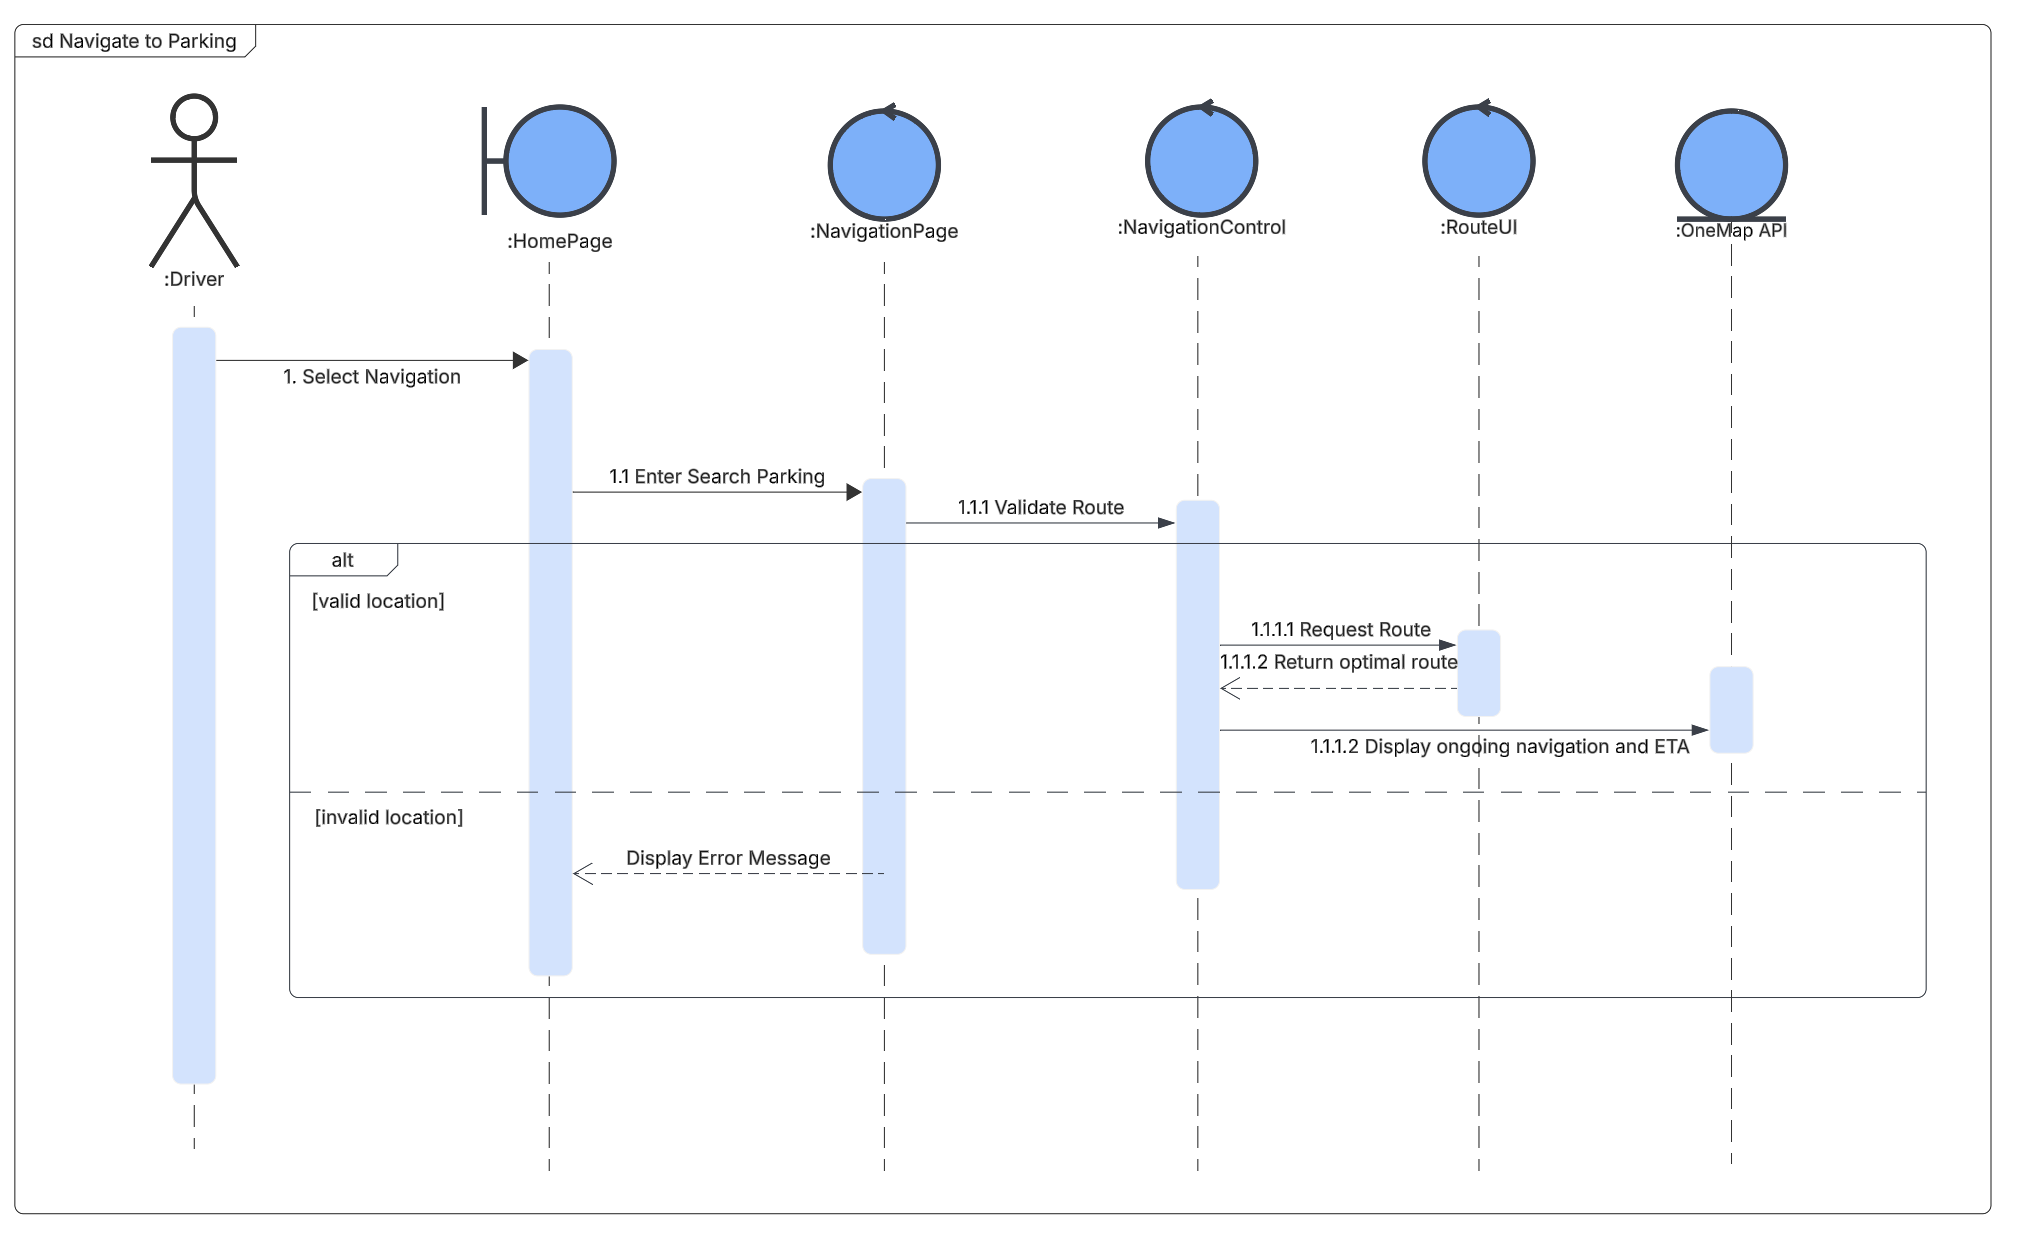 sd Navigate to Parking
:Driver
:HomePage
:NavigationPage
:NavigationControl
:RouteUI
:OneMap API
1. Select Navigation
1.1 Enter Search Parking
1.1.1 Validate Route
alt
[valid location]
1.1.1.1 Request Route
1.1.1.2 Return optimal route
1.1.1.2 Display ongoing navigation and ETA
[invalid location]
Display Error Message